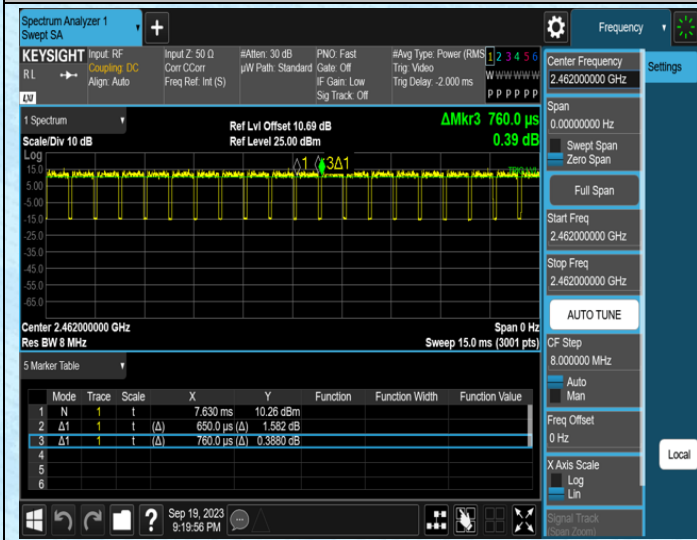 Spectrum Analyzer 1
Swept SA
+
Frequency
KEYSIGHT
RL
LXI
Input: RF
Coupling: DC
Align: Auto
Input Z: 50 Ω
Corr CCorr
Freq Ref: Int (S)
#Atten: 30 dB
µW Path: Standard
PNO: Fast
Gate: Off
IF Gain: Low
Sig Track: Off
#Avg Type: Power (RMS
Trig: Video
Trig Delay: -2.000 ms
1 2 3 4 5 6
W W W W W W
P P P P P P
1 Spectrum
Scale/Div 10 dB
Ref Lvl Offset 10.69 dB
Ref Level 25.00 dBm
ΔMkr3 760.0 µs
0.39 dB
Log
15.0
5.00
-5.00
-15.0
-25.0
-35.0
-45.0
-55.0
-65.0
1
3Δ1
TRIG LVL
Center 2.462000000 GHz
Res BW 8 MHz
Span 0 Hz
Sweep 15.0 ms (3001 pts)
5 Marker Table
Mode Trace Scale X Y Function Function Width Function Value
1 N 1 t 7.630 ms 10.26 dBm
2 Δ1 1 t (Δ) 650.0 µs (Δ) 1.582 dB
3 Δ1 1 t (Δ) 760.0 µs (Δ) 0.3880 dB
4
5
6
?
Sep 19, 2023
9:19:56 PM
Center Frequency
2.462000000 GHz
Settings
Span
0.00000000 Hz
Swept Span
Zero Span
Full Span
Start Freq
2.462000000 GHz
Stop Freq
2.462000000 GHz
AUTO TUNE
CF Step
8.000000 MHz
Auto
Man
Freq Offset
0 Hz
X Axis Scale
Log
Lin
Signal Track
(Span Zoom)
Local